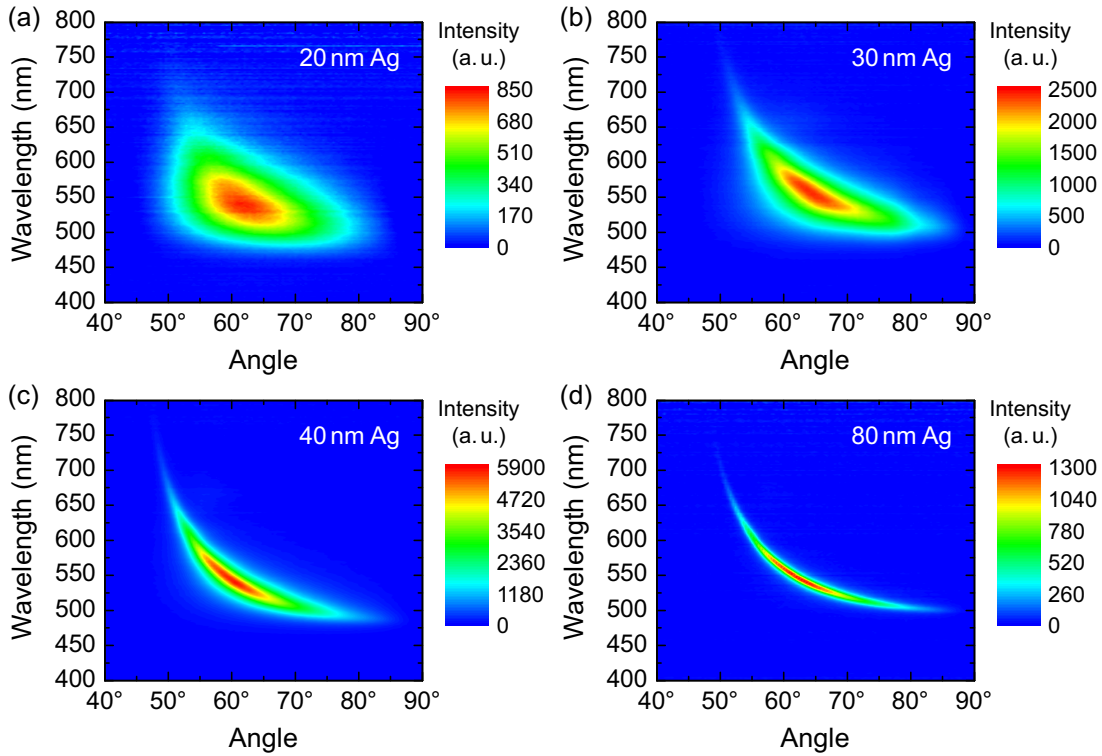 (a)
800
750
700
650
600
550
500
450
400
Wavelength (nm)
40° 50° 60° 70° 80° 90°
Angle
20 nm Ag
Intensity
(a. u.)
850
680
510
340
170
0
(b)
800
750
700
650
600
550
500
450
400
Wavelength (nm)
40° 50° 60° 70° 80° 90°
Angle
30 nm Ag
Intensity
(a. u.)
2500
2000
1500
1000
500
0
(c)
800
750
700
650
600
550
500
450
400
Wavelength (nm)
40° 50° 60° 70° 80° 90°
Angle
40 nm Ag
Intensity
(a. u.)
5900
4720
3540
2360
1180
0
(d)
800
750
700
650
600
550
500
450
400
Wavelength (nm)
40° 50° 60° 70° 80° 90°
Angle
80 nm Ag
Intensity
(a. u.)
1300
1040
780
520
260
0